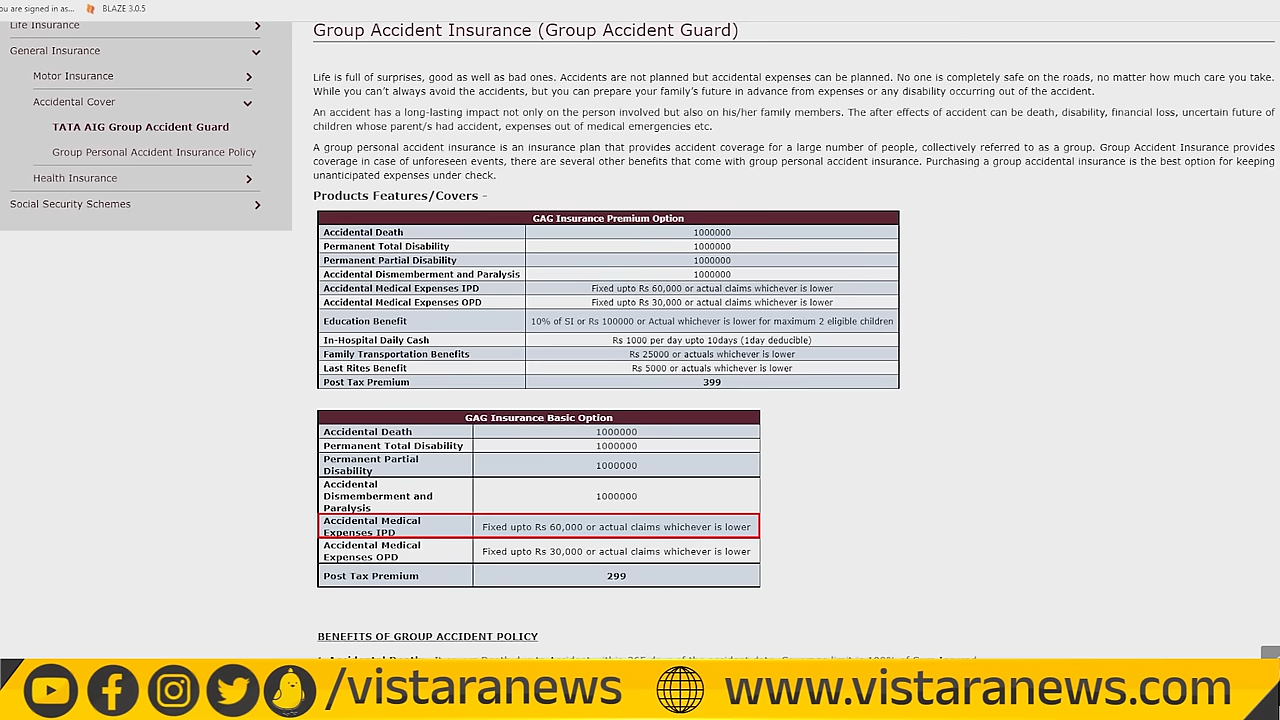 ou are signed in as...
BLAZE 3.0.5
Life Insurance
General Insurance
Motor Insurance
Accidental Cover
TATA AIG Group Accident Guard
Group Personal Accident Insurance Policy
Health Insurance
Social Security Schemes
Group Accident Insurance (Group Accident Guard)
Life is full of surprises, good as well as bad ones. Accidents are not planned but accidental expenses can be planned. No one is completely safe on the roads, no matter how much care you take.
While you can't always avoid the accidents, but you can prepare your family's future in advance from expenses or any disability occurring out of the accident.
An accident has a long-lasting impact not only on the person involved but also on his/her family members. The after effects of accident can be death, disability, financial loss, uncertain future of
children whose parent/s had accident, expenses out of medical emergencies etc.
A group personal accident insurance is an insurance plan that provides accident coverage for a large number of people, collectively referred to as a group. Group Accident Insurance provides
coverage in case of unforeseen events, there are several other benefits that come with group personal accident insurance. Purchasing a group accidental insurance is the best option for keeping
unanticipated expenses under check.
Products Features/Covers -
GAG Insurance Premium Option
Accidental Death 1000000
Permanent Total Disability 1000000
Permanent Partial Disability 1000000
Accidental Dismemberment and Paralysis 1000000
Accidental Medical Expenses IPD Fixed upto Rs 60,000 or actual claims whichever is lower
Accidental Medical Expenses OPD Fixed upto Rs 30,000 or actual claims whichever is lower
Education Benefit 10% of SI or Rs 100000 or Actual whichever is lower for maximum 2 eligible children
In-Hospital Daily Cash Rs 1000 per day upto 10days (1day deducible)
Family Transportation Benefits Rs 25000 or actuals whichever is lower
Last Rites Benefit Rs 5000 or actuals whichever is lower
Post Tax Premium 399
GAG Insurance Basic Option
Accidental Death 1000000
Permanent Total Disability 1000000
Permanent Partial
Disability 1000000
Accidental
Dismemberment and
Paralysis 1000000
Accidental Medical
Expenses IPD Fixed upto Rs 60,000 or actual claims whichever is lower
Accidental Medical
Expenses OPD Fixed upto Rs 30,000 or actual claims whichever is lower
Post Tax Premium 299
BENEFITS OF GROUP ACCIDENT POLICY
/vistaranews
www.vistaranews.com